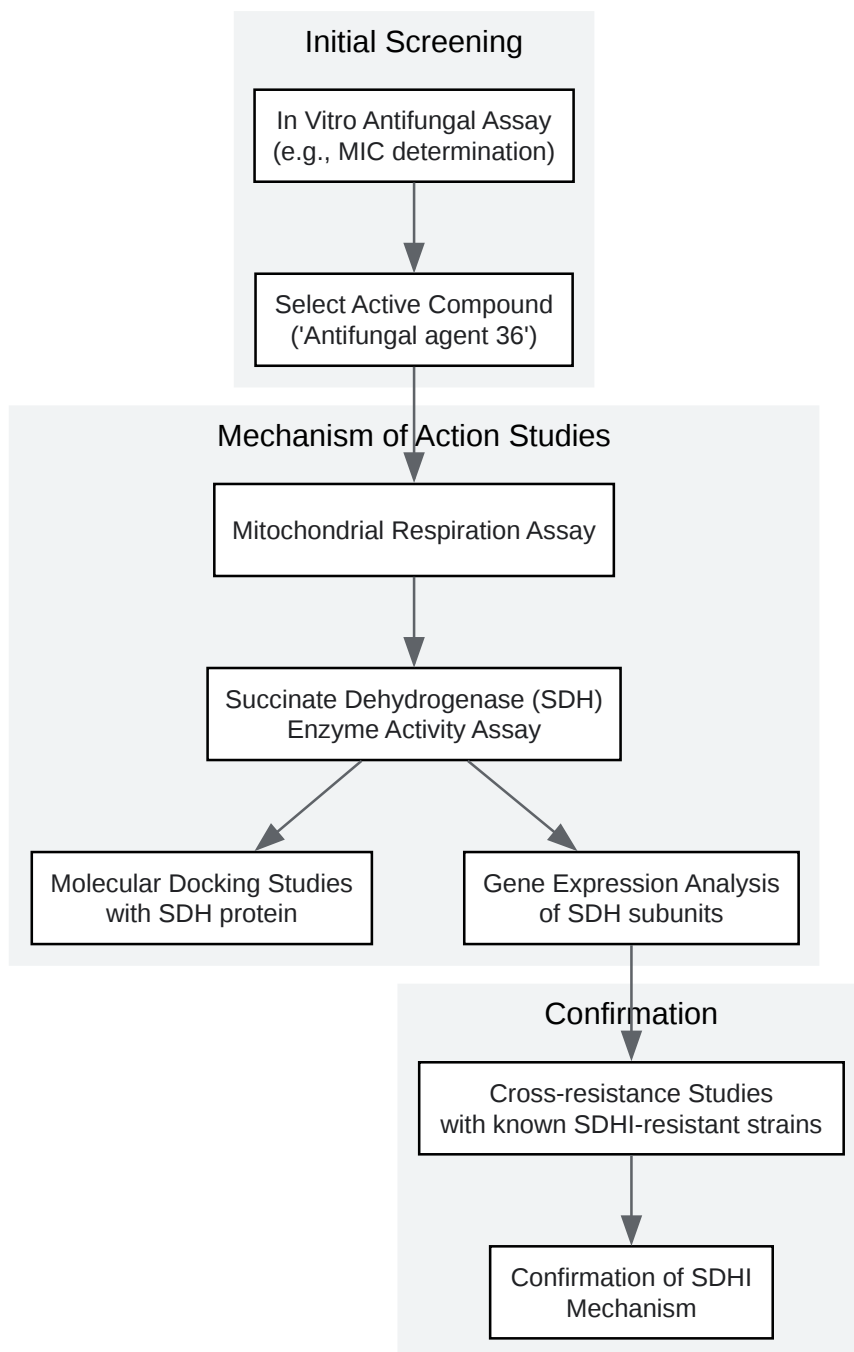 Initial Screening
In Vitro Antifungal Assay
(e.g., MIC determination)
Select Active Compound
('Antifungal agent 36')
Mechanism of Action Studies
Mitochondrial Respiration Assay
Succinate Dehydrogenase (SDH)
Enzyme Activity Assay
Molecular Docking Studies
with SDH protein
Gene Expression Analysis
of SDH subunits
Confirmation
Cross-resistance Studies
with known SDHI-resistant strains
Confirmation of SDHI
Mechanism